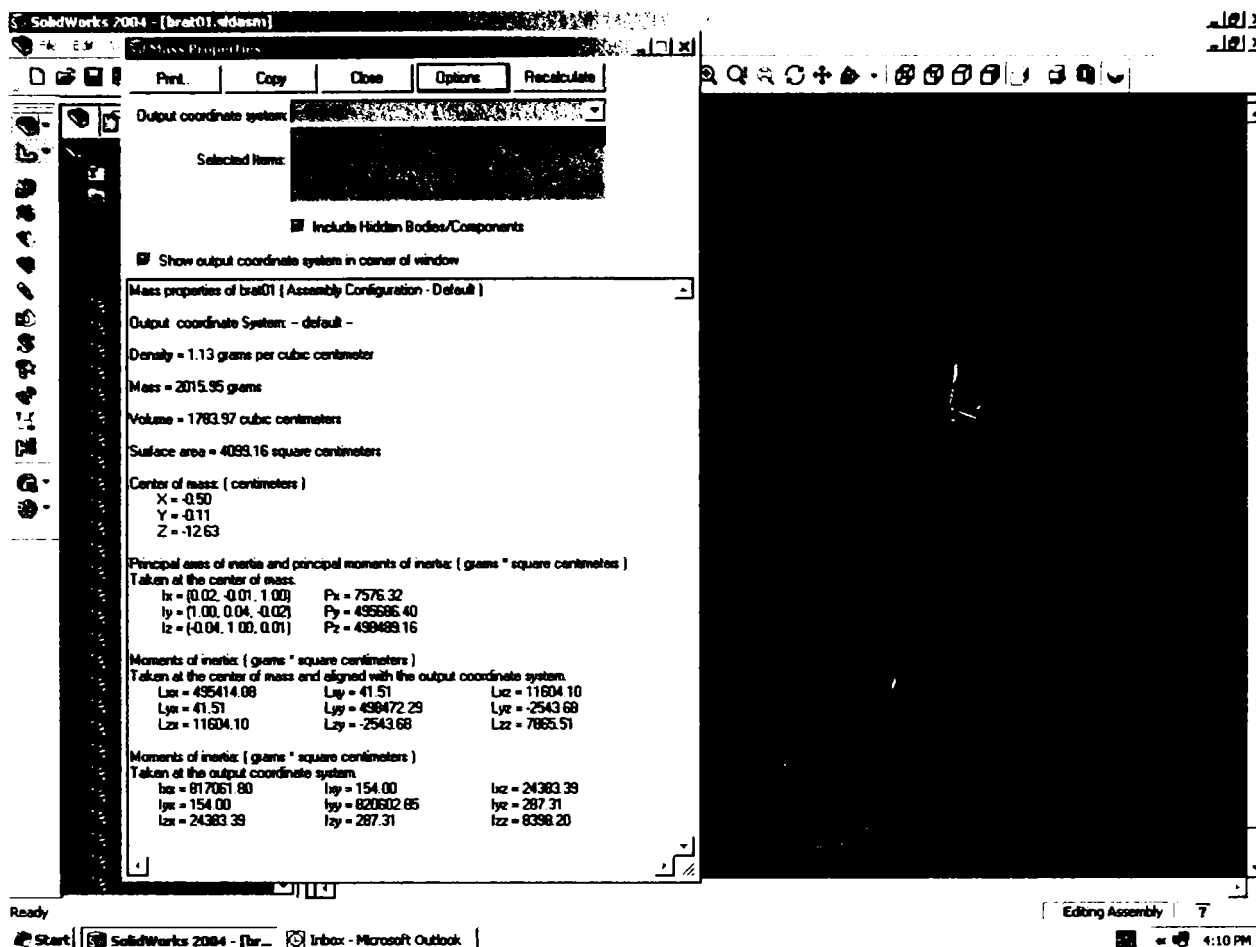 SolidWorks 2004 - [brat01.sldasm]
File Edit
Mass Properties
Print... Copy Close Options Recalculate
Output coordinate system:
Selected Items:
Include Hidden Bodies/Components
Show output coordinate system in corner of window
Mass properties of brat01 ( Assembly Configuration - Default )
Output coordinate System: -- default --
Density = 1.13 grams per cubic centimeter
Mass = 2015.95 grams
Volume = 1783.97 cubic centimeters
Surface area = 4099.16 square centimeters
Center of mass: ( centimeters )
X = -0.50
Y = -0.11
Z = -12.63
Principal axes of inertia and principal moments of inertia: ( grams * square centimeters )
Taken at the center of mass.
Ix = (0.02, -0.01, 1.00) Px = 7576.32
Iy = (1.00, 0.04, -0.02) Py = 495686.40
Iz = (-0.04, 1.00, 0.01) Pz = 498489.16
Moments of inertia: ( grams * square centimeters )
Taken at the center of mass and aligned with the output coordinate system.
Lxx = 495414.08 Lxy = 41.51 Lxz = 11604.10
Lyx = 41.51 Lyy = 498472.29 Lyz = -2543.68
Lzx = 11604.10 Lzy = -2543.68 Lzz = 7865.51
Moments of inertia: ( grams * square centimeters )
Taken at the output coordinate system.
Ixx = 817061.80 Ixy = 154.00 Ixz = 24383.39
Iyx = 154.00 Iyy = 820602.85 Iyz = 287.31
Izx = 24383.39 Izy = 287.31 Izz = 8398.20
Ready Editing Assembly ?
Start SolidWorks 2004 - [br... Inbox - Microsoft Outlook « 4:10 PM